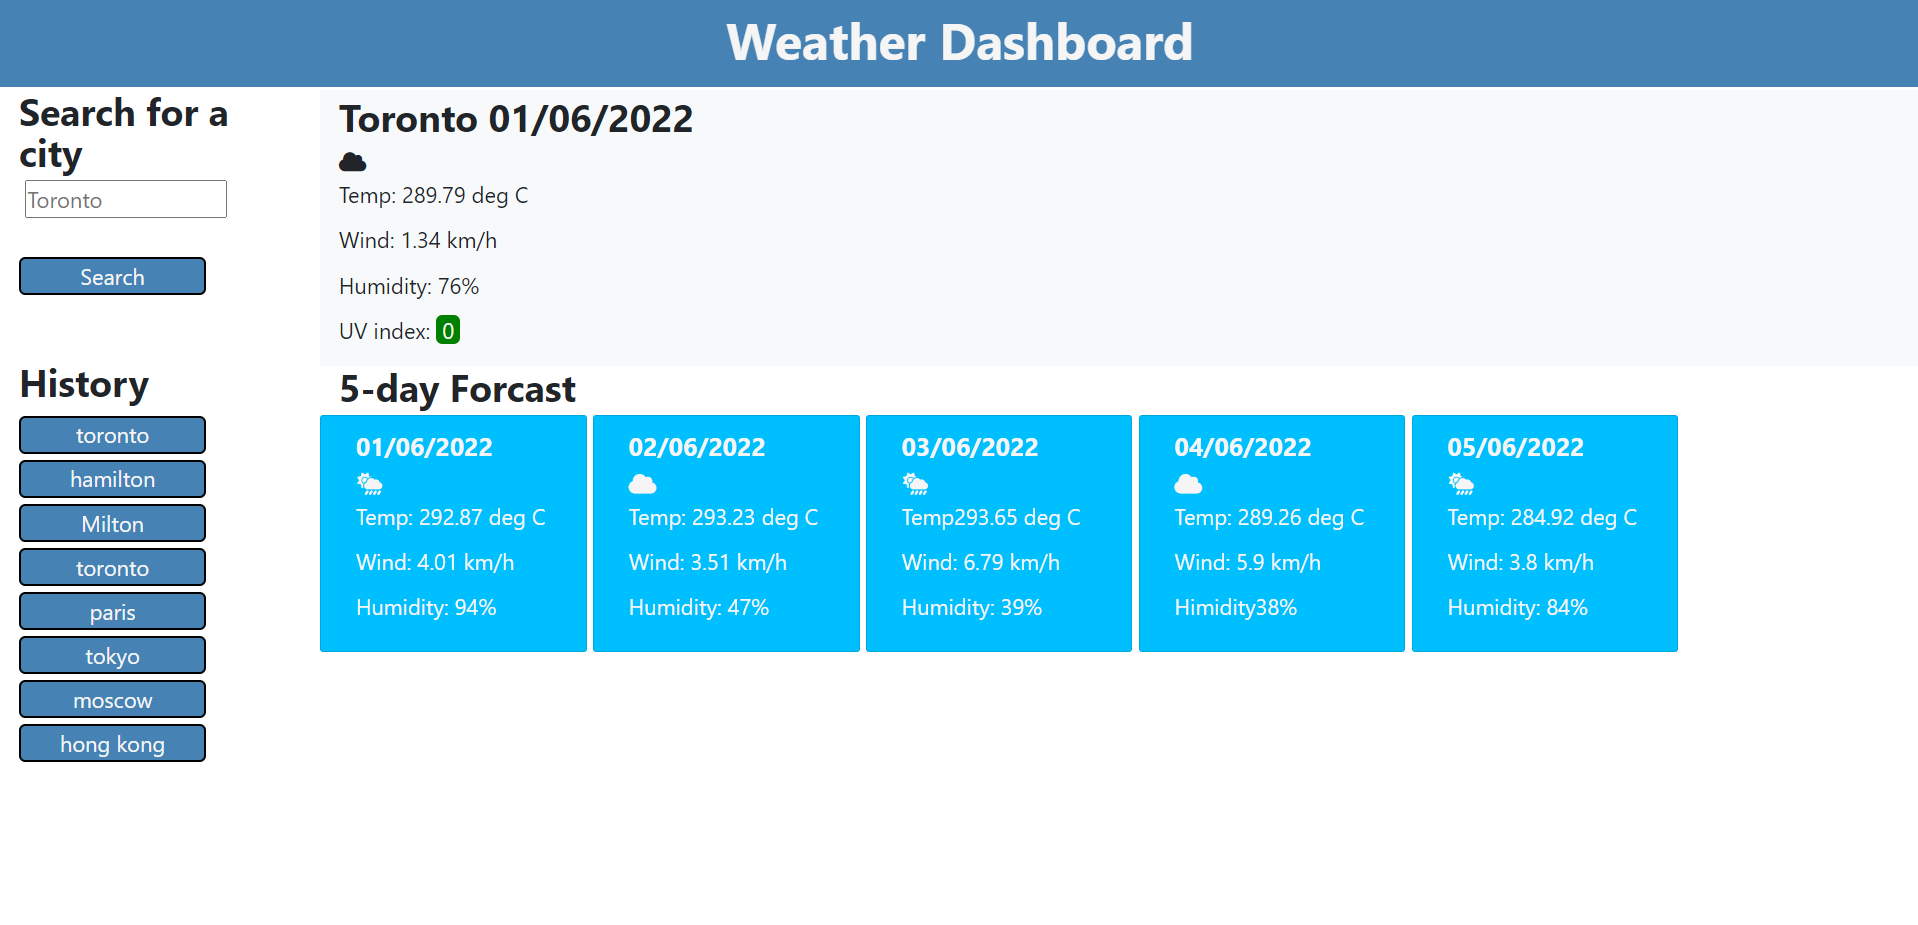 Weather Dashboard
Search for a
city
Toronto
Search
History
toronto
hamilton
Milton
toronto
paris
tokyo
moscow
hong kong
Toronto 01/06/2022
Temp: 289.79 deg C
Wind: 1.34 km/h
Humidity: 76%
UV index: 0
5-day Forcast
01/06/2022
Temp: 292.87 deg C
Wind: 4.01 km/h
Humidity: 94%
02/06/2022
Temp: 293.23 deg C
Wind: 3.51 km/h
Humidity: 47%
03/06/2022
Temp293.65 deg C
Wind: 6.79 km/h
Humidity: 39%
04/06/2022
Temp: 289.26 deg C
Wind: 5.9 km/h
Himidity38%
05/06/2022
Temp: 284.92 deg C
Wind: 3.8 km/h
Humidity: 84%